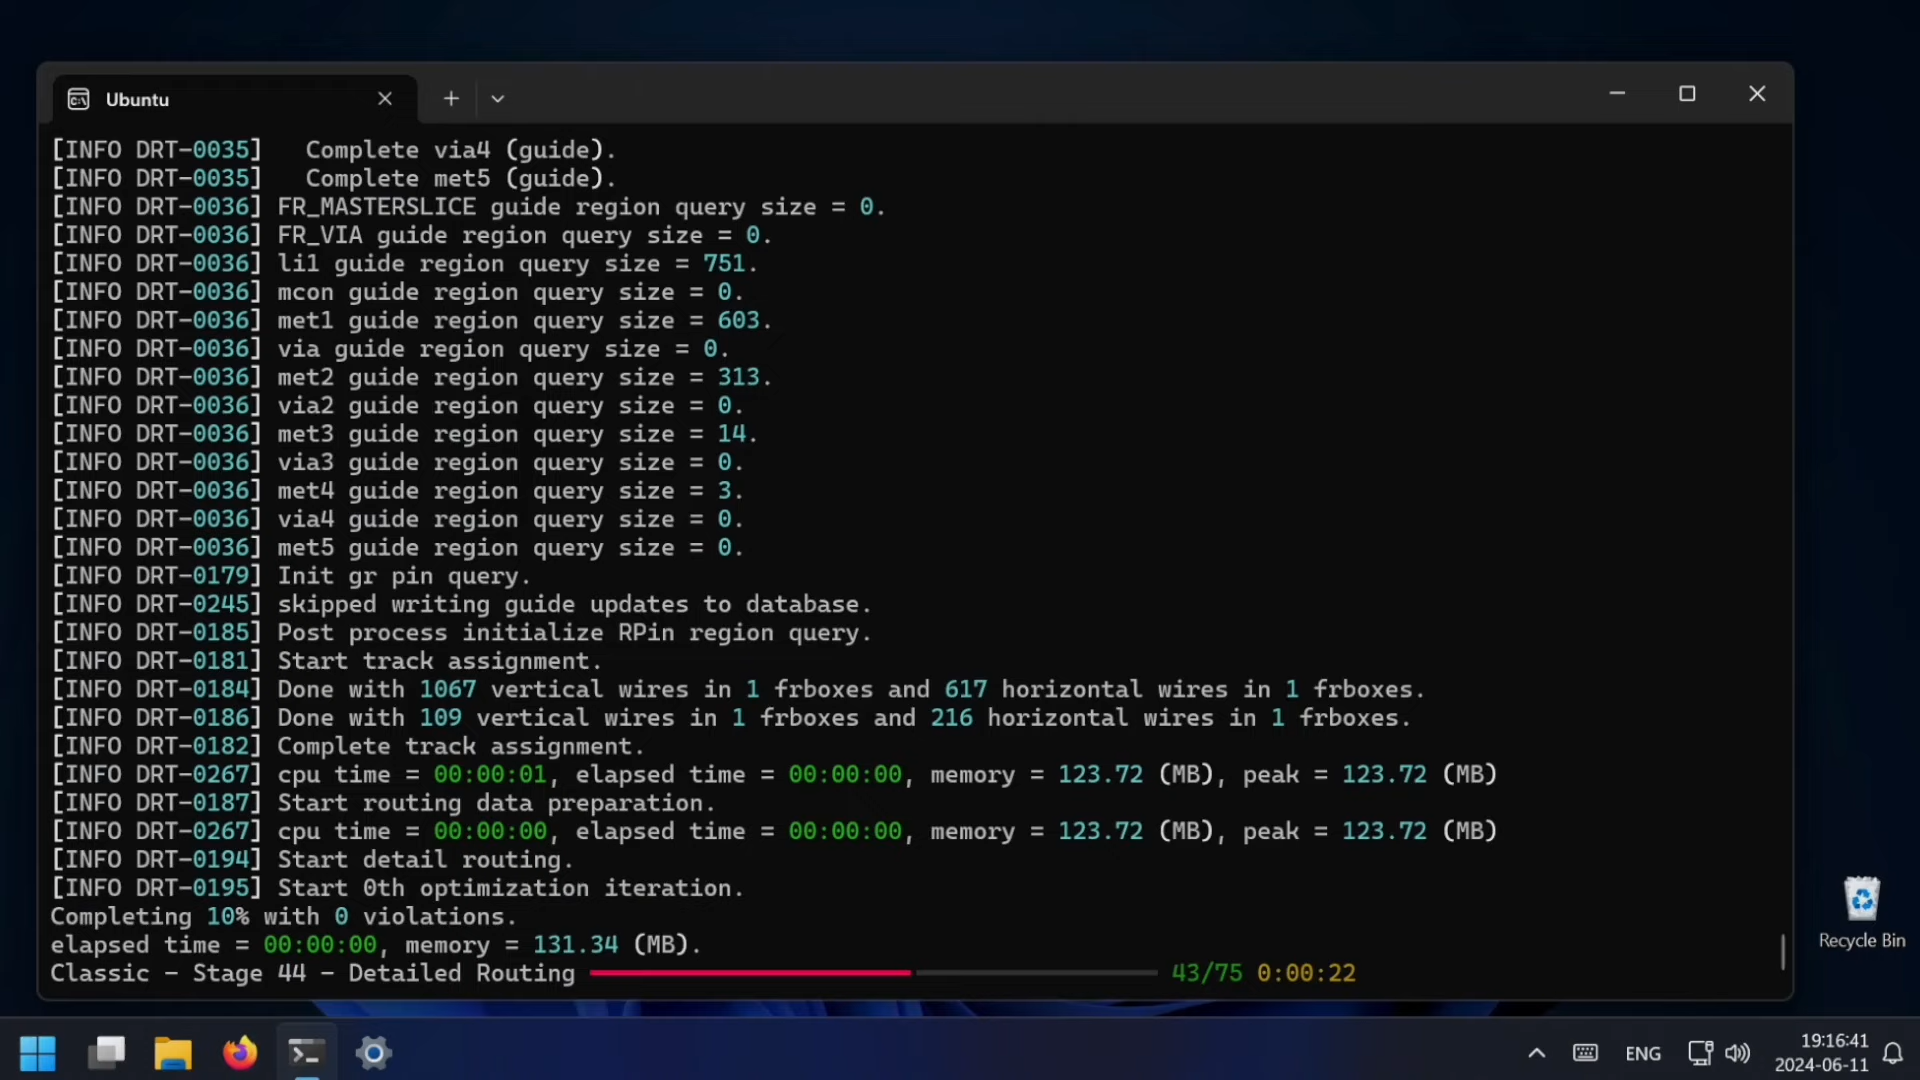 Ubuntu
[INFO DRT-0035]   Complete via4 (guide).
[INFO DRT-0035]   Complete met5 (guide).
[INFO DRT-0036] FR_MASTERSLICE guide region query size = 0.
[INFO DRT-0036] FR_VIA guide region query size = 0.
[INFO DRT-0036] li1 guide region query size = 751.
[INFO DRT-0036] mcon guide region query size = 0.
[INFO DRT-0036] met1 guide region query size = 603.
[INFO DRT-0036] via guide region query size = 0.
[INFO DRT-0036] met2 guide region query size = 313.
[INFO DRT-0036] via2 guide region query size = 0.
[INFO DRT-0036] met3 guide region query size = 14.
[INFO DRT-0036] via3 guide region query size = 0.
[INFO DRT-0036] met4 guide region query size = 3.
[INFO DRT-0036] via4 guide region query size = 0.
[INFO DRT-0036] met5 guide region query size = 0.
[INFO DRT-0179] Init gr pin query.
[INFO DRT-0245] skipped writing guide updates to database.
[INFO DRT-0185] Post process initialize RPin region query.
[INFO DRT-0181] Start track assignment.
[INFO DRT-0184] Done with 1067 vertical wires in 1 frboxes and 617 horizontal wires in 1 frboxes.
[INFO DRT-0186] Done with 109 vertical wires in 1 frboxes and 216 horizontal wires in 1 frboxes.
[INFO DRT-0182] Complete track assignment.
[INFO DRT-0267] cpu time = 00:00:01, elapsed time = 00:00:00, memory = 123.72 (MB), peak = 123.72 (MB)
[INFO DRT-0187] Start routing data preparation.
[INFO DRT-0267] cpu time = 00:00:00, elapsed time = 00:00:00, memory = 123.72 (MB), peak = 123.72 (MB)
[INFO DRT-0194] Start detail routing.
[INFO DRT-0195] Start 0th optimization iteration.
Completing 10% with 0 violations.
elapsed time = 00:00:00, memory = 131.34 (MB).
Classic - Stage 44 - Detailed Routing 43/75 0:00:22
Recycle Bin
ENG
19:16:41
2024-06-11